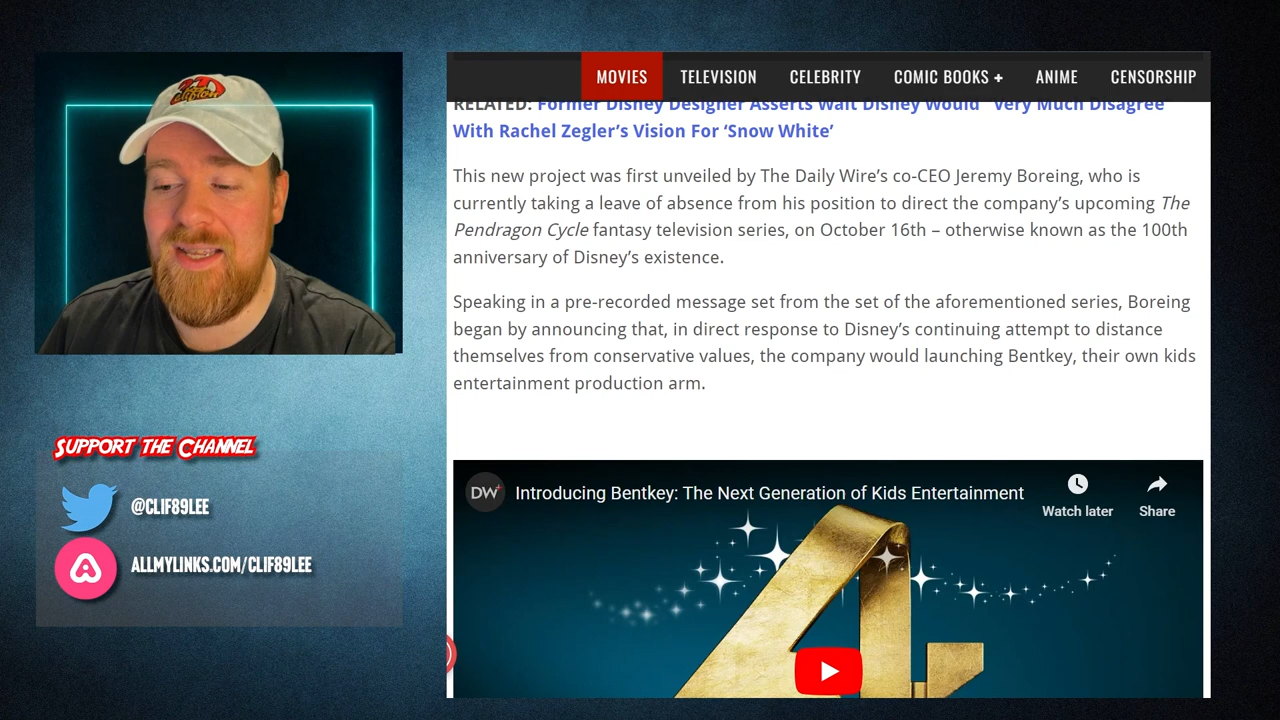 MOVIES TELEVISION CELEBRITY COMIC BOOKS + ANIME CENSORSHIP
RELATED: Former Disney Designer Asserts Walt Disney Would "Very Much Disagree
With Rachel Zegler's Vision For 'Snow White'
This new project was first unveiled by The Daily Wire's co-CEO Jeremy Boreing, who is
currently taking a leave of absence from his position to direct the company's upcoming The
Pendragon Cycle fantasy television series, on October 16th – otherwise known as the 100th
anniversary of Disney's existence.
Speaking in a pre-recorded message set from the set of the aforementioned series, Boreing
began by announcing that, in direct response to Disney's continuing attempt to distance
themselves from conservative values, the company would launching Bentkey, their own kids
entertainment production arm.
SUPPORT THE CHANNEL
@CLIF89LEE
ALLMYLINKS.COM/CLIF89LEE
DW+ Introducing Bentkey: The Next Generation of Kids Entertainment
Watch later
Share